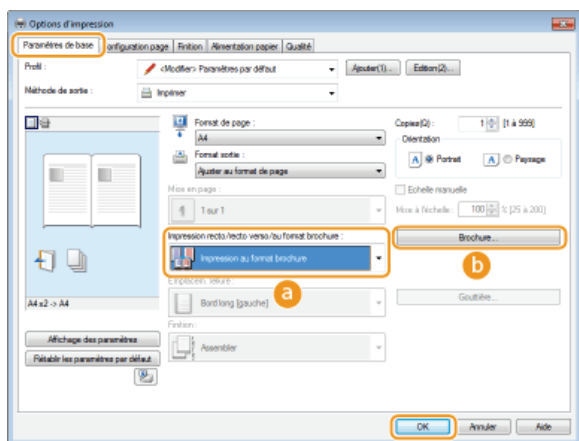 Options d'impression
Paramètres de base
onfiguration page
Finition
Alimentation papier
Qualité
Profil :
<Modifier> Paramètres par défaut
Ajouter(1)...
Edition(2)...
Méthode de sortie :
Imprimer
Format de page :
A4
Format sortie :
Ajuster au format de page
Copies(Q) :
1
[1 à 999]
Orientation
A
Portrait
A
Paysage
Mise en page :
1 sur 1
Echelle manuelle
Mise à l'échelle :
100
% [25 à 200]
Impression recto/recto verso/au format brochure :
Impression au format brochure
Brochure...
a
b
Emplacem. reliure :
Bord long [gauche]
Gouttière...
A4 x2 -> A4
Finition :
Assembler
Affichage des paramètres
Rétablir les paramètres par défaut
OK
Annuler
Aide